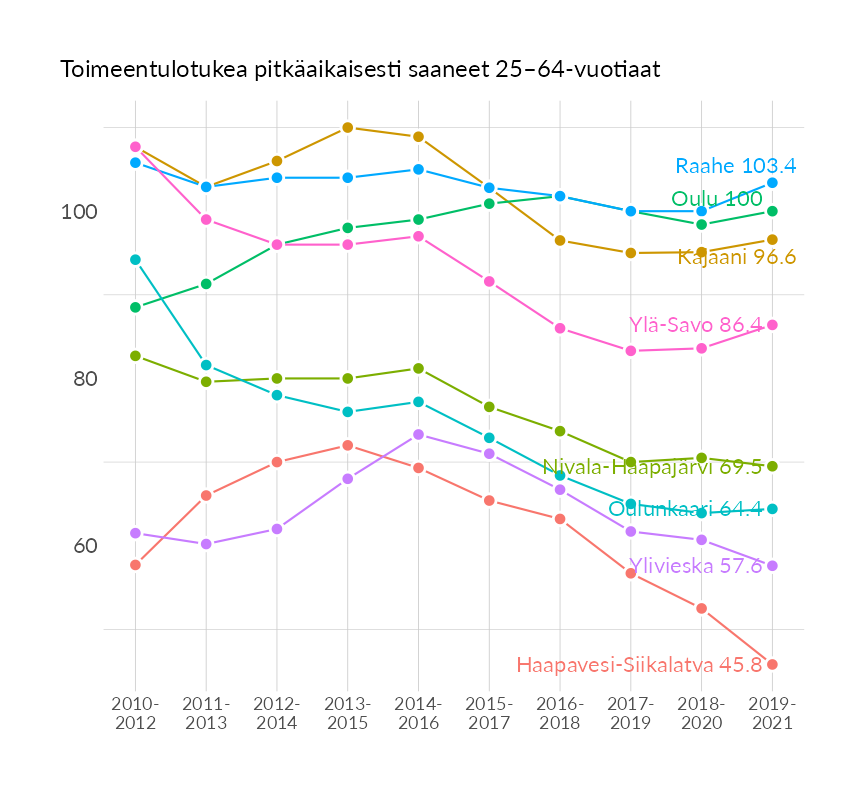 Toimeentulotukea pitkäaikaisesti saaneet 25–64-vuotiaat
Raahe 103.4
Oulu 100
100
Kajaani 96.6
Ylä-Savo 86.4
80
Nivala-Haapajärvi 69.5
Oulunkaari 64.4
60
Ylivieska 57.6
Haapavesi-Siikalatva 45.8
2010-
2012
2011-
2013
2012-
2014
2013-
2015
2014-
2016
2015-
2017
2016-
2018
2017-
2019
2018-
2020
2019-
2021